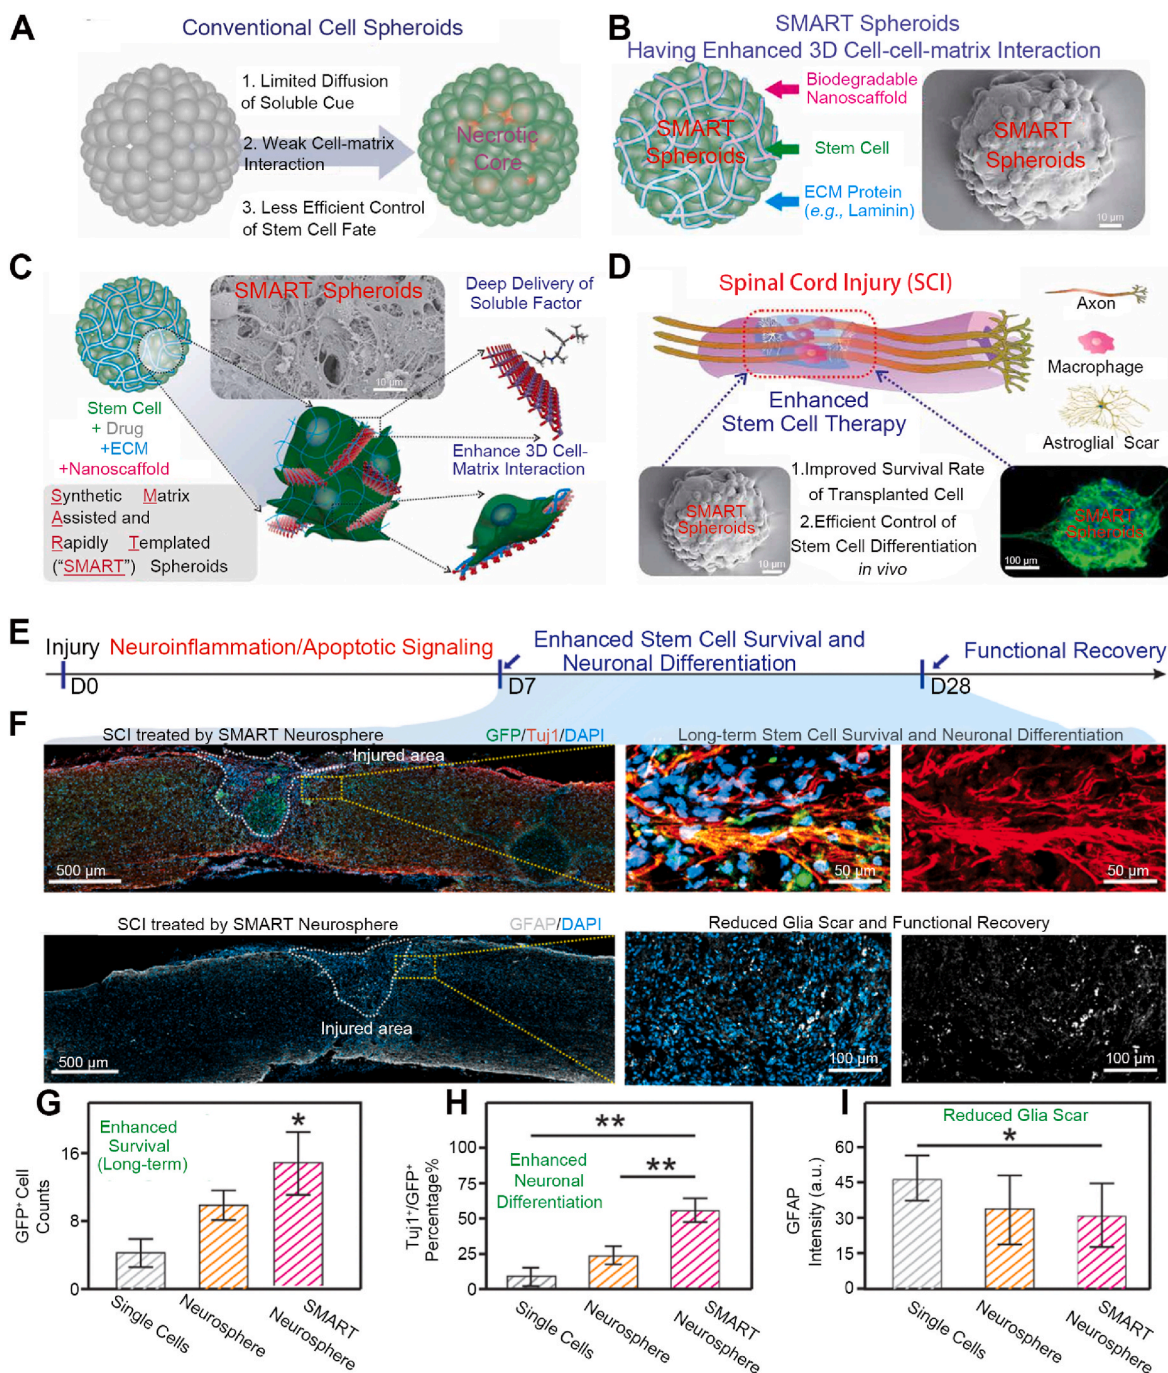 A
Conventional Cell Spheroids
1. Limited Diffusion
of Soluble Cue
2. Weak Cell-matrix
Interaction
3. Less Efficient Control
of Stem Cell Fate
Necrotic
Core
B
SMART Spheroids
Having Enhanced 3D Cell-cell-matrix Interaction
SMART
Spheroids
Biodegradable
Nanoscaffold
Stem Cell
ECM Protein
(e.g., Laminin)
SMART
Spheroids
10 µm
C
SMART Spheroids
10 µm
Deep Delivery of
Soluble Factor
Stem Cell
+ Drug
+ECM
+Nanoscaffold
Enhance 3D Cell-
Matrix Interaction
Synthetic Matrix
Assisted and
Rapidly Templated
("SMART") Spheroids
D
Spinal Cord Injury (SCI)
Axon
Macrophage
Astroglial Scar
Enhanced
Stem Cell Therapy
SMART
Spheroids
10 µm
1.Improved Survival Rate
of Transplanted Cell
2.Efficient Control of
Stem Cell Differentiation
in vivo
SMART
Spheroids
100 µm
E
Injury
Neuroinflammation/Apoptotic Signaling
Enhanced Stem Cell Survival and
Neuronal Differentiation
Functional Recovery
D0
D7
D28
F
SCI treated by SMART Neurosphere
GFP/Tuj1/DAPI
Injured area
500 µm
Long-term Stem Cell Survival and Neuronal Differentiation
50 µm
50 µm
SCI treated by SMART Neurosphere
GFAP/DAPI
Injured area
500 µm
Reduced Glia Scar and Functional Recovery
100 µm
100 µm
G
Enhanced
Survival
(Long-term)
*
GFP⁺ Cell
Counts
16
8
0
Single Cells
Neurosphere
SMART
Neurosphere
H
**
**
Enhanced
Neuronal
Differentiation
Tuj1⁺/GFP⁺
Percentage%
100
75
50
25
0
Single Cells
Neurosphere
SMART
Neurosphere
I
Reduced Glia Scar
*
GFAP
Intensity (a.u.)
60
45
30
15
0
Single Cells
Neurosphere
SMART
Neurosphere